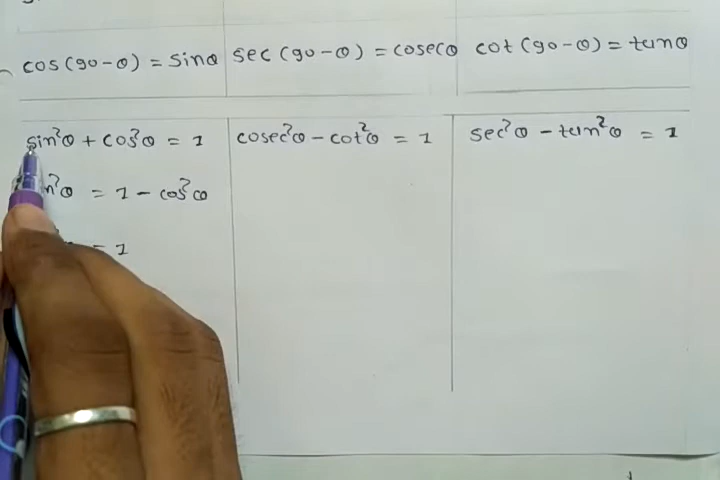 cos(90-θ) = sinθ sec(90-θ) = cosecθ cot(90-θ) = tanθ
sin²θ + cos²θ = 1 cosec²θ - cot²θ = 1 sec²θ - tan²θ = 1
n²θ = 1 - cos²θ
= 1